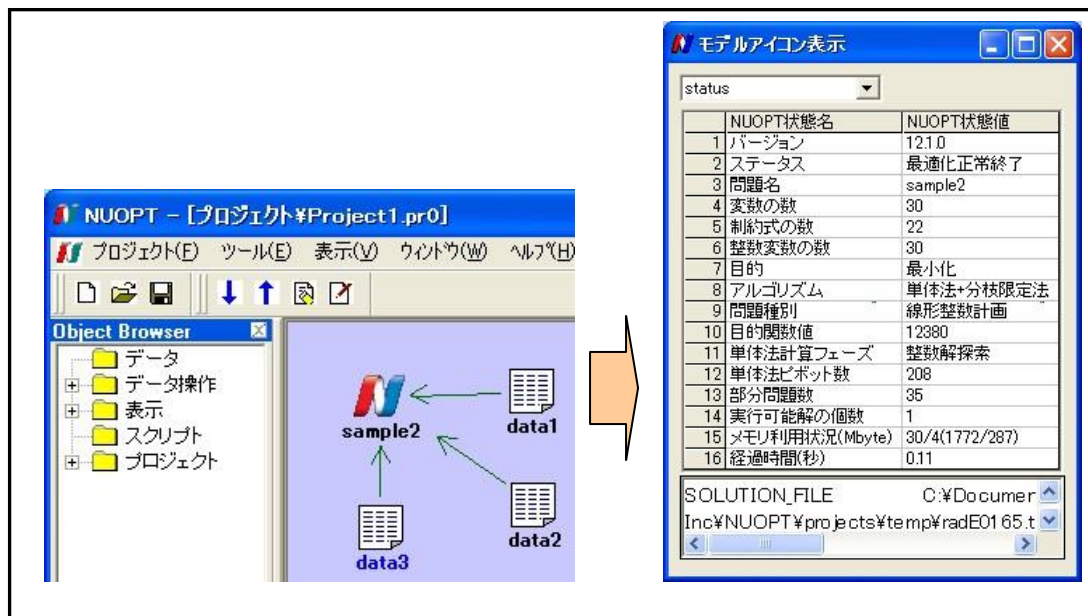 NUOPT - [プロジェクト¥Project1.pr0]
プロジェクト(F) ツール(E) 表示(V) ウィンドウ(W) ヘルプ(H)
Object Browser
データ
データ操作
表示
スクリプト
プロジェクト
sample2
data1
data2
data3
モデルアイコン表示
status
NUOPT状態名 NUOPT状態値
1 バージョン 12.1.0
2 ステータス 最適化正常終了
3 問題名 sample2
4 変数の数 30
5 制約式の数 22
6 整数変数の数 30
7 目的 最小化
8 アルゴリズム 単体法+分枝限定法
9 問題種別 線形整数計画
10 目的関数値 12380
11 単体法計算フェーズ 整数解探索
12 単体法ピボット数 208
13 部分問題数 35
14 実行可能解の個数 1
15 メモリ利用状況(Mbyte) 30/4(1772/287)
16 経過時間(秒) 0.11
SOLUTION_FILE C:¥Documer
Inc¥NUOPT¥projects¥temp¥radE0165.t